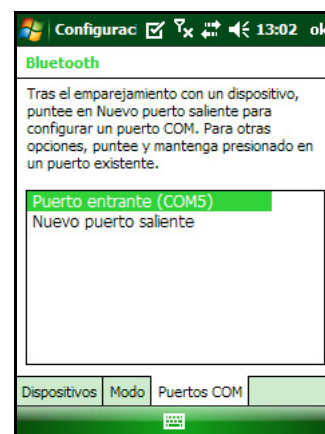 Configurac 13:02 ok
Bluetooth
Tras el emparejamiento con un dispositivo,
puntee en Nuevo puerto saliente para
configurar un puerto COM. Para otras
opciones, puntee y mantenga presionado en
un puerto existente.
Puerto entrante (COM5)
Nuevo puerto saliente
Dispositivos Modo Puertos COM